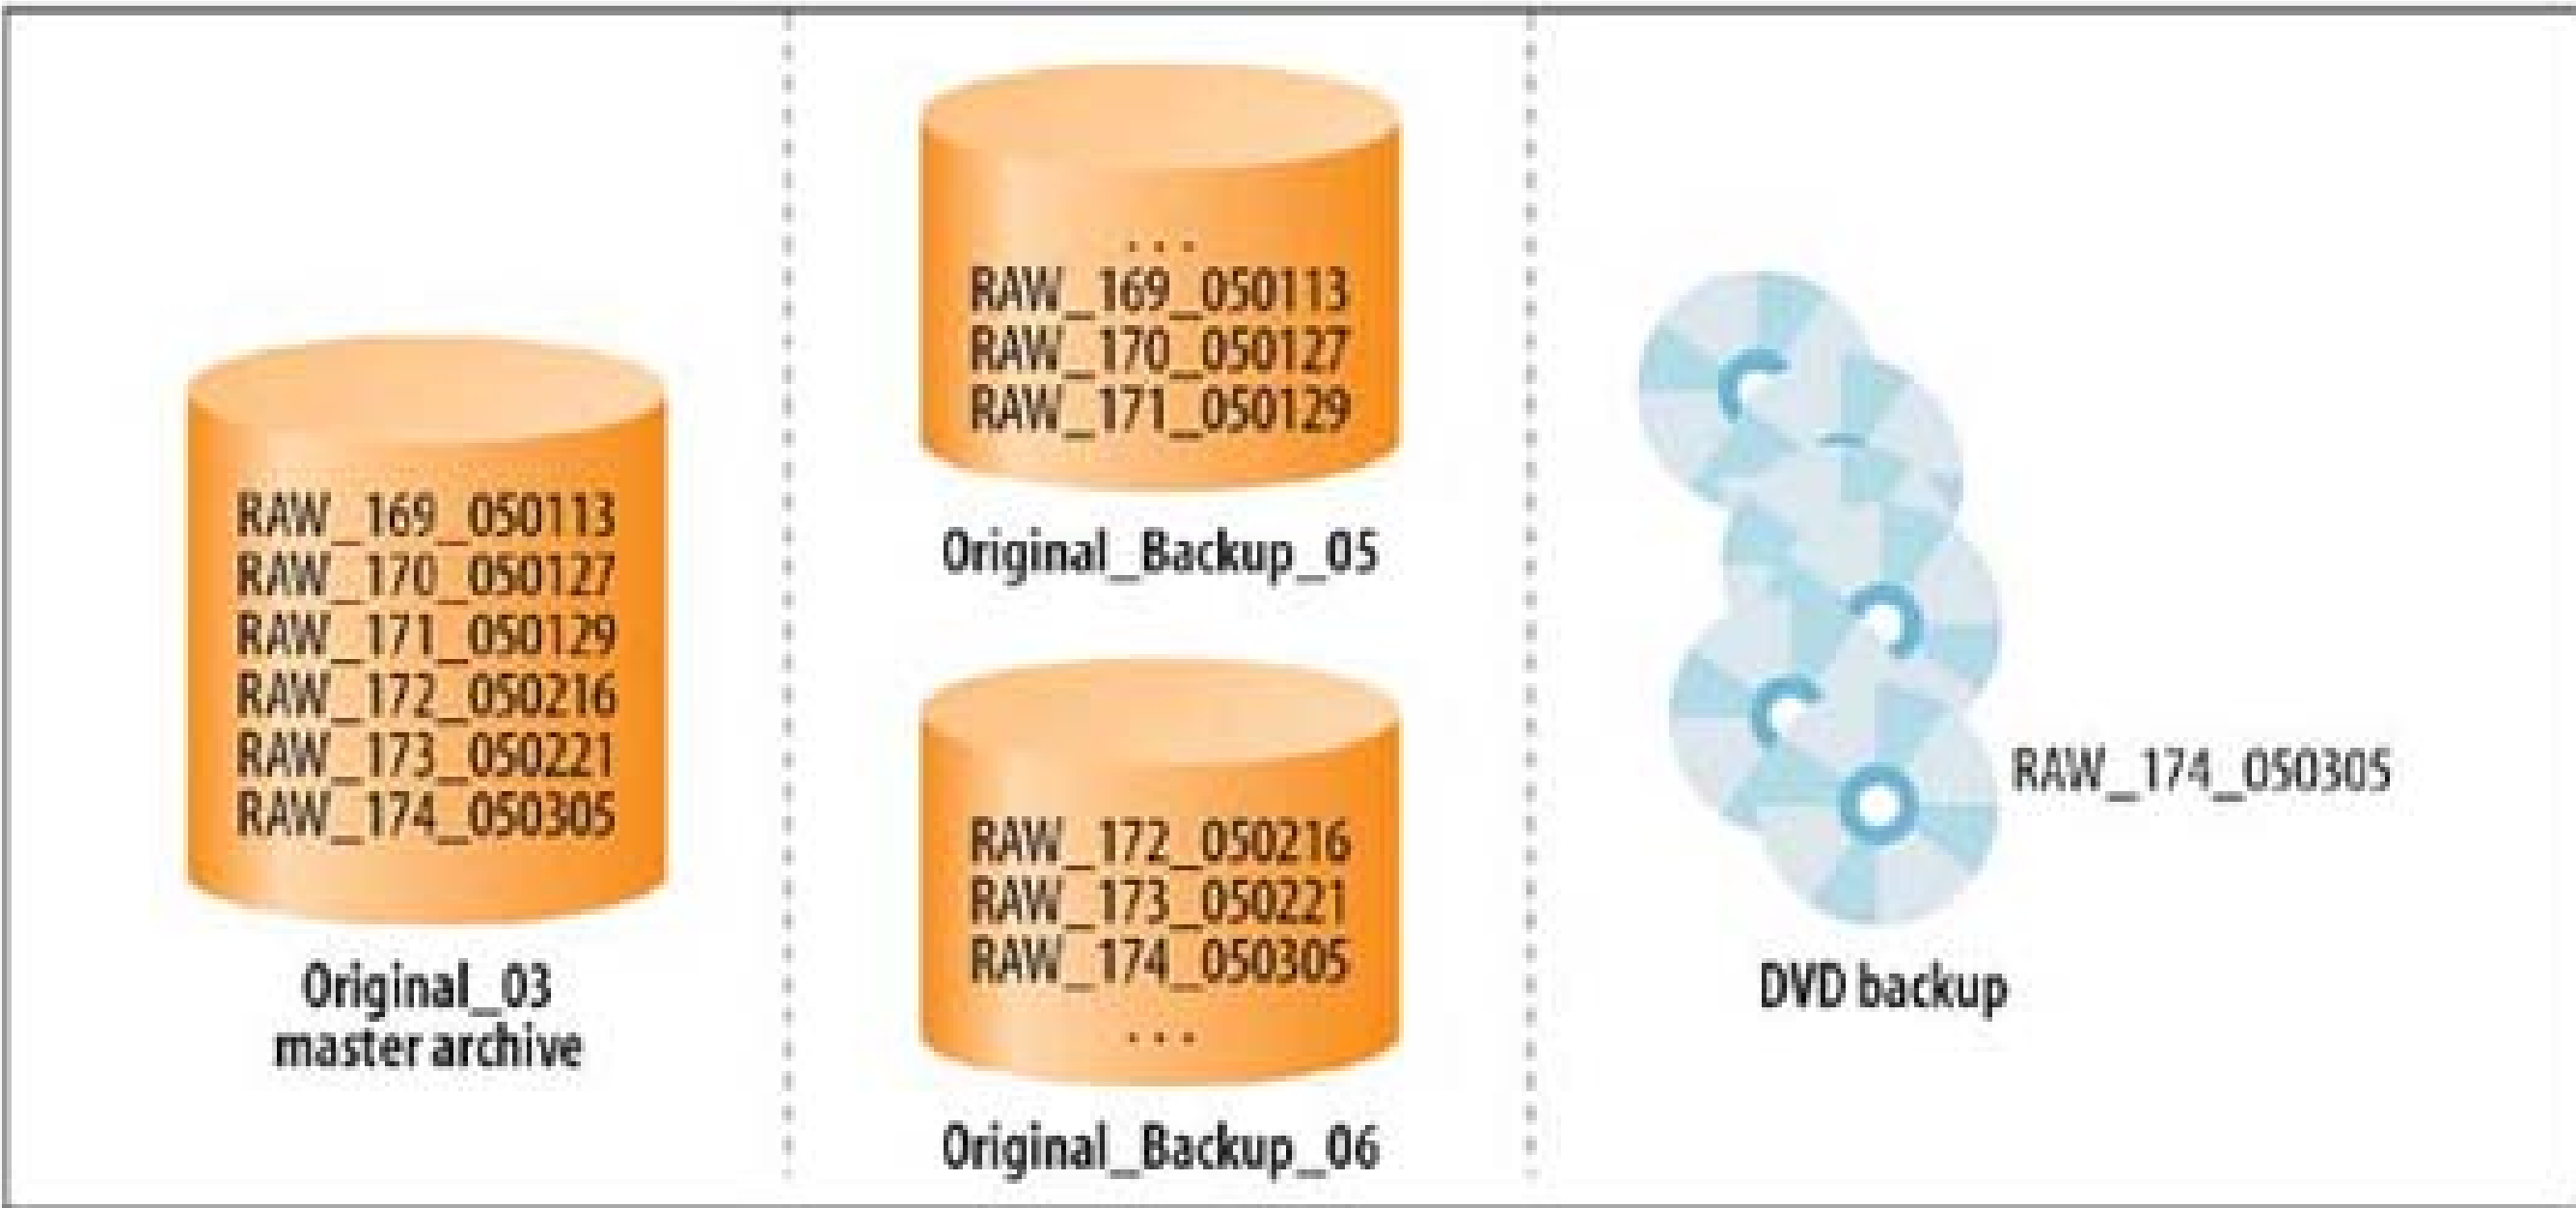 RAW_169_050113
RAW_170_050127
RAW_171_050129
RAW_172_050216
RAW_173_050221
RAW_174_050305
Original_03
master archive
...
RAW_169_050113
RAW_170_050127
RAW_171_050129
Original_Backup_05
RAW_172_050216
RAW_173_050221
RAW_174_050305
...
Original_Backup_06
RAW_174_050305
DVD backup